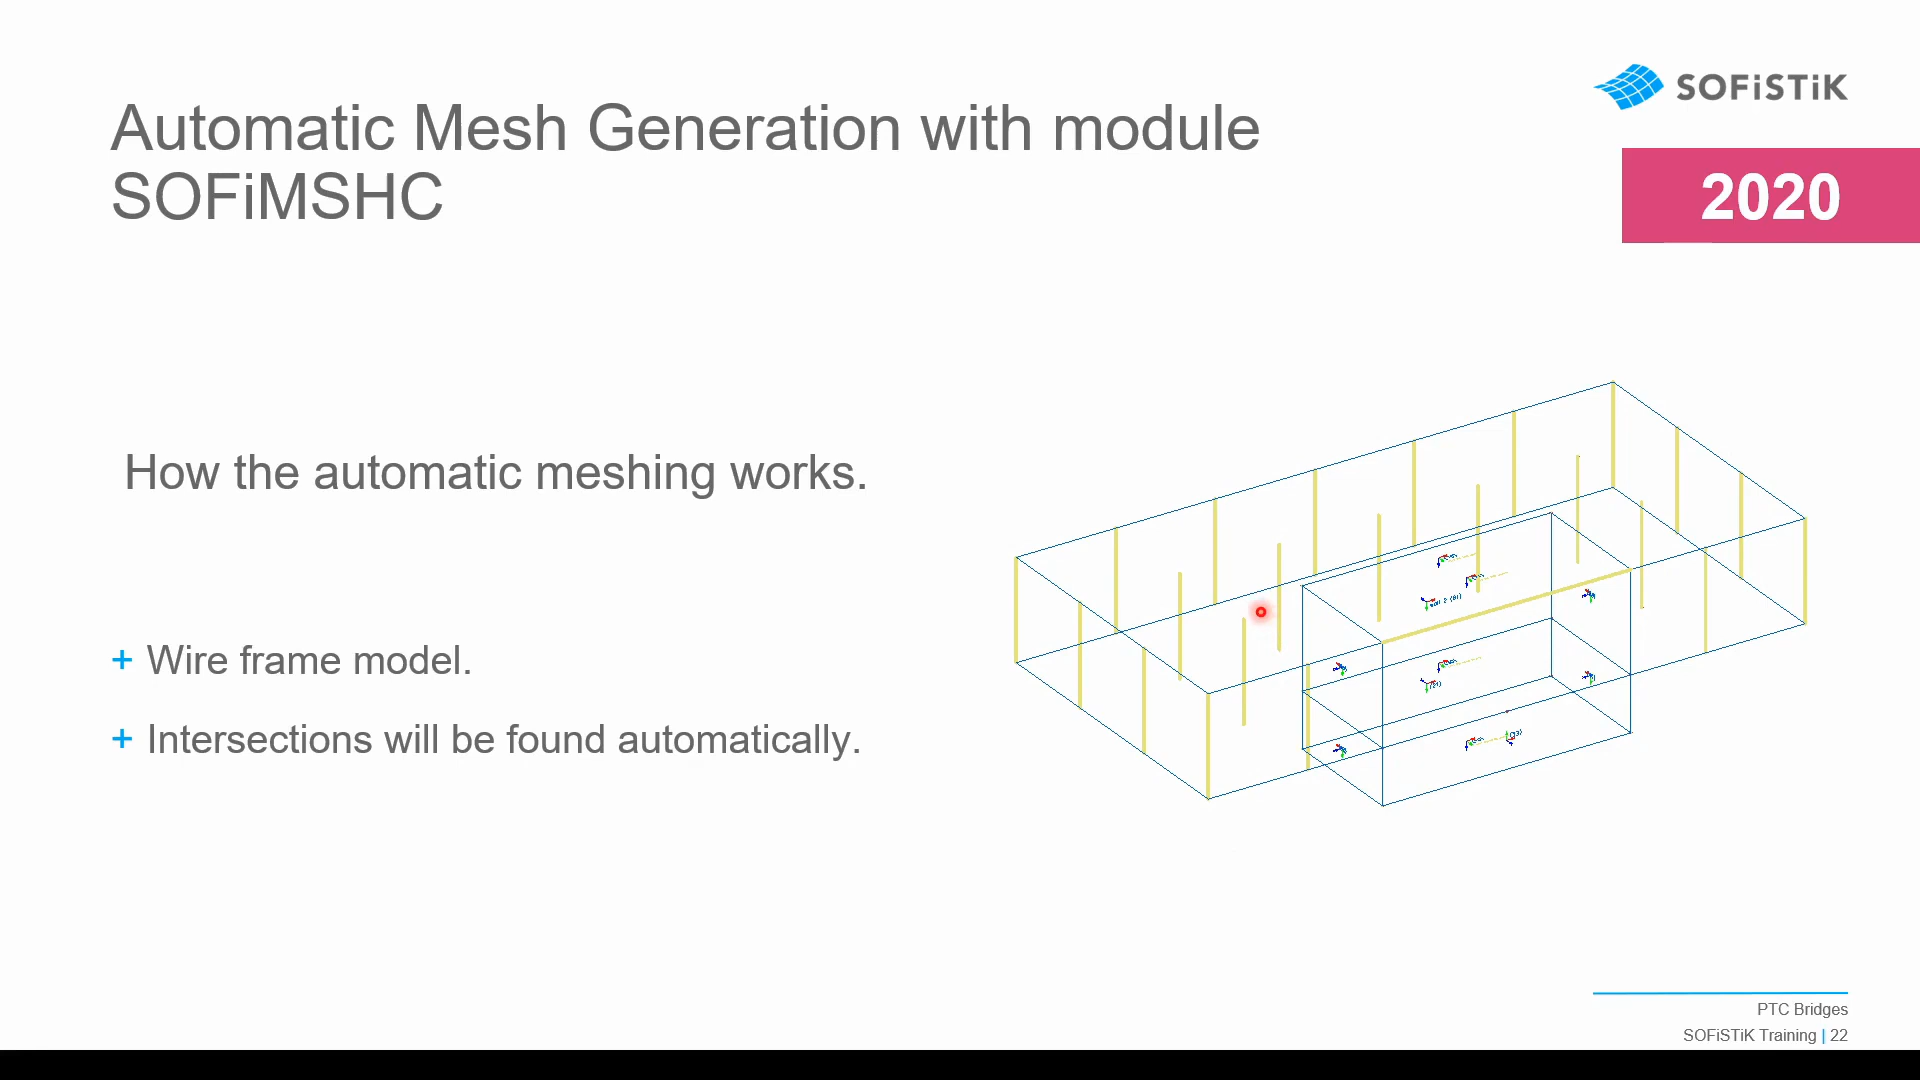 SOFiSTiK
Automatic Mesh Generation with module
SOFiMSHC
2020
How the automatic meshing works.
+ Wire frame model.
+ Intersections will be found automatically.
PTC Bridges
SOFiSTiK Training | 22